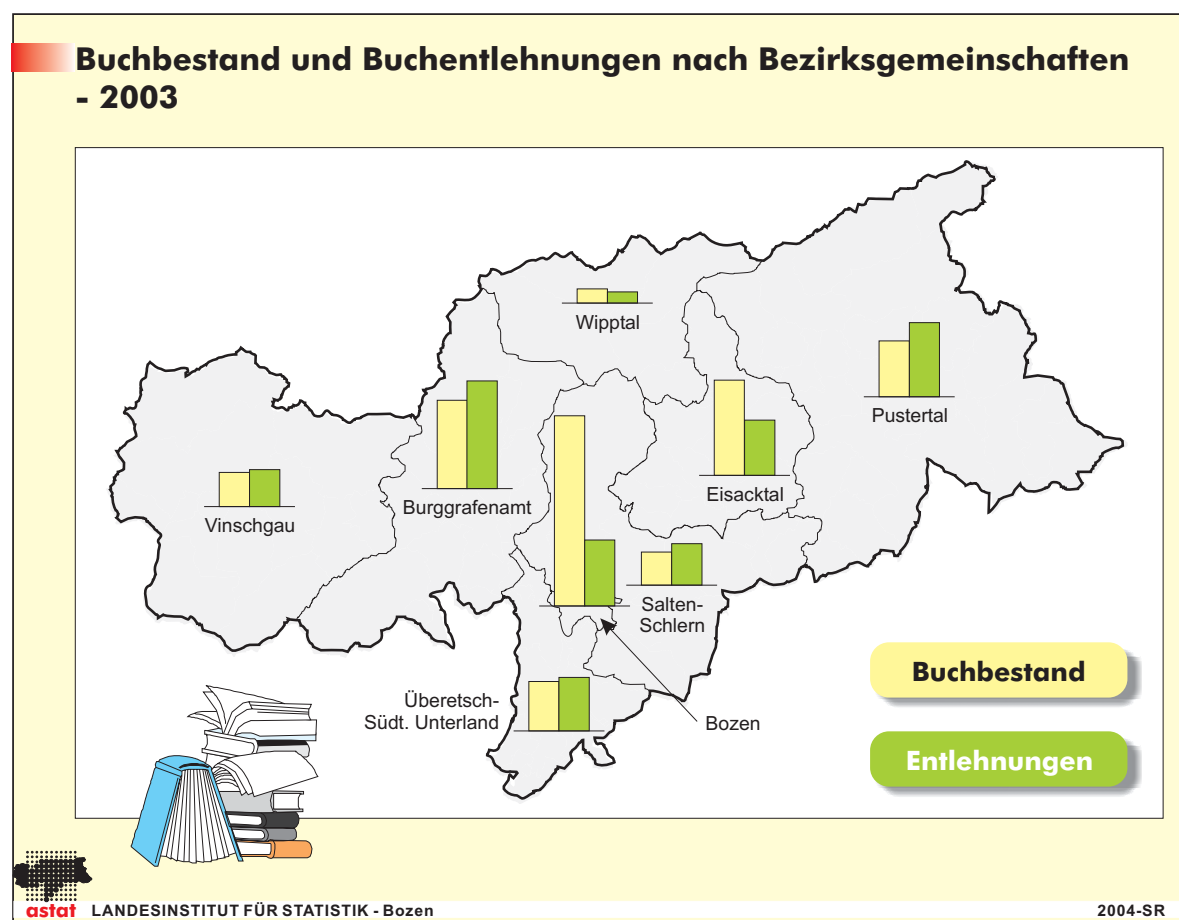 Buchbestand und Buchentlehnungen nach Bezirksgemeinschaften
- 2003
Wipptal
Pustertal
Eisacktal
Burggrafenamt
Vinschgau
Salten-
Schlern
Überetsch-
Südt. Unterland
Bozen
Buchbestand
Entlehnungen
astat LANDESINSTITUT FÜR STATISTIK - Bozen
2004-SR